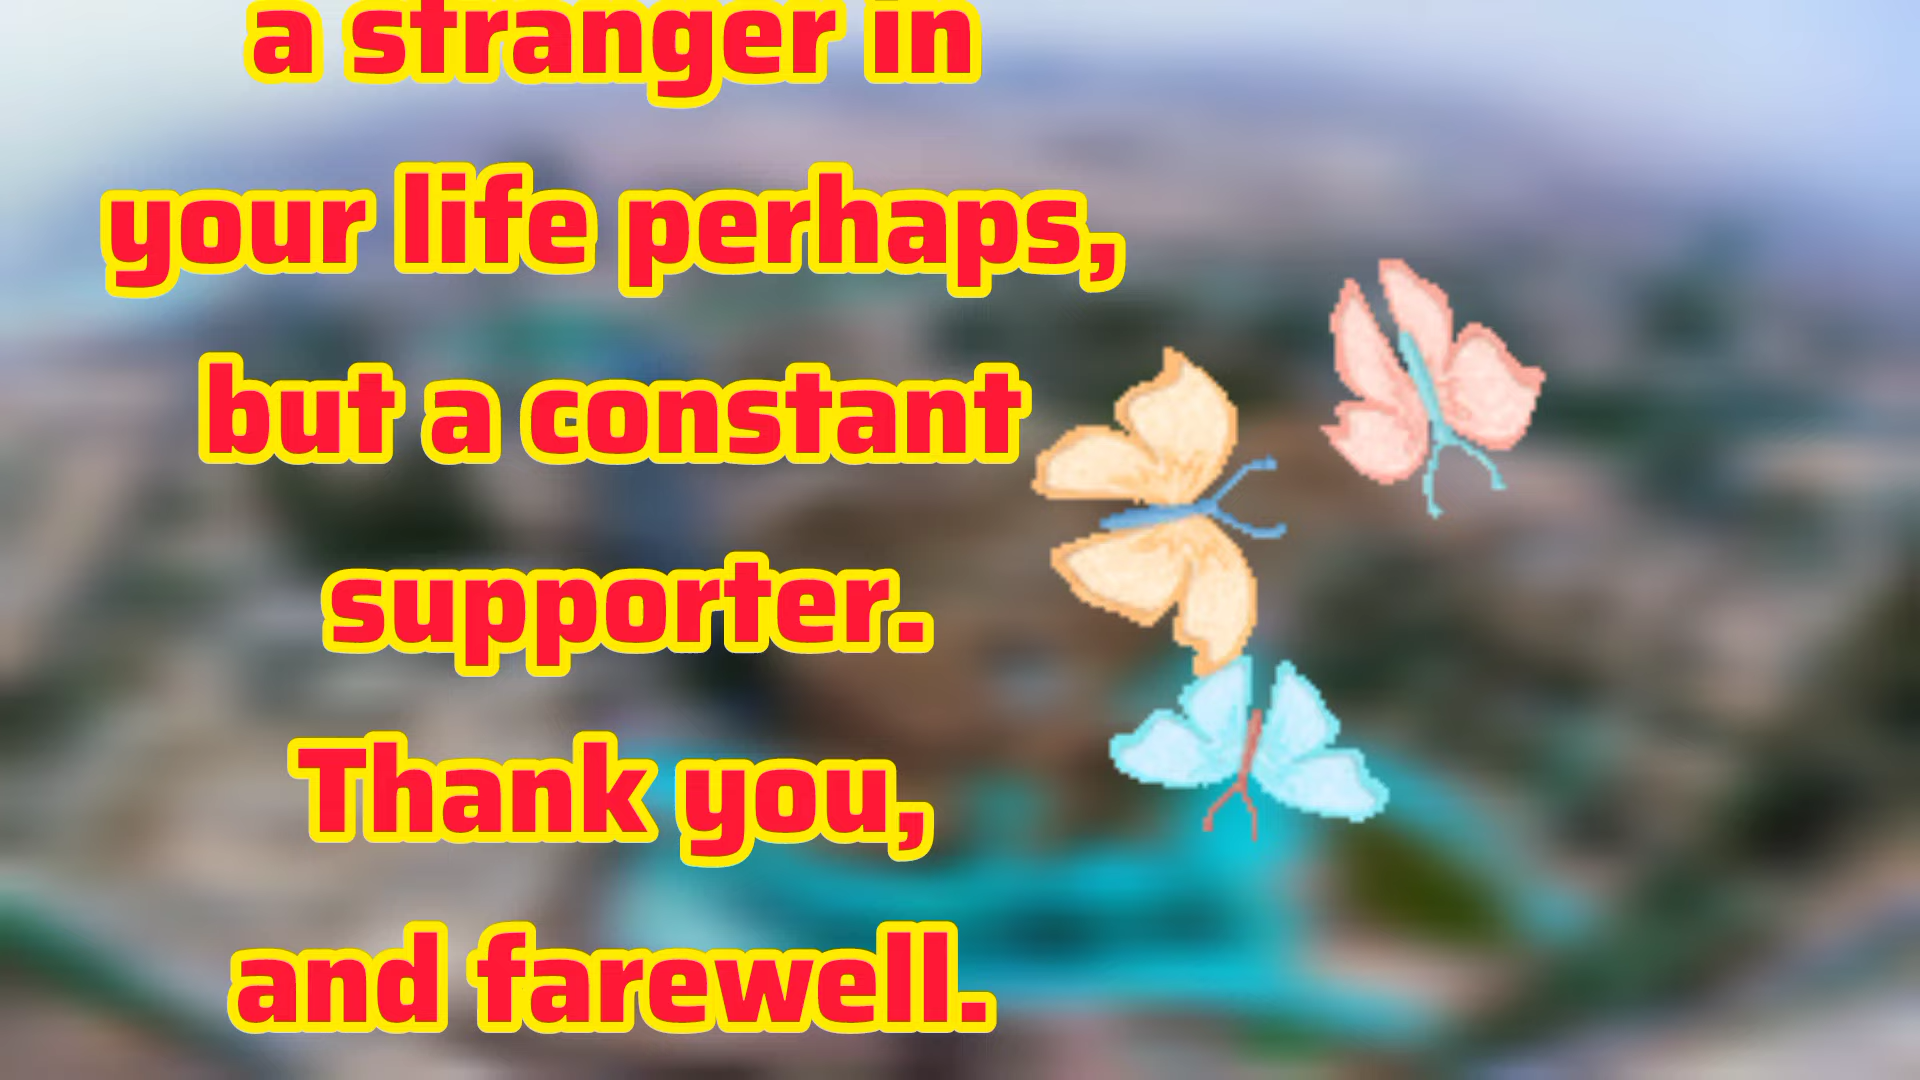 a stranger in
your life perhaps,
but a constant
supporter.
Thank you,
and farewell.